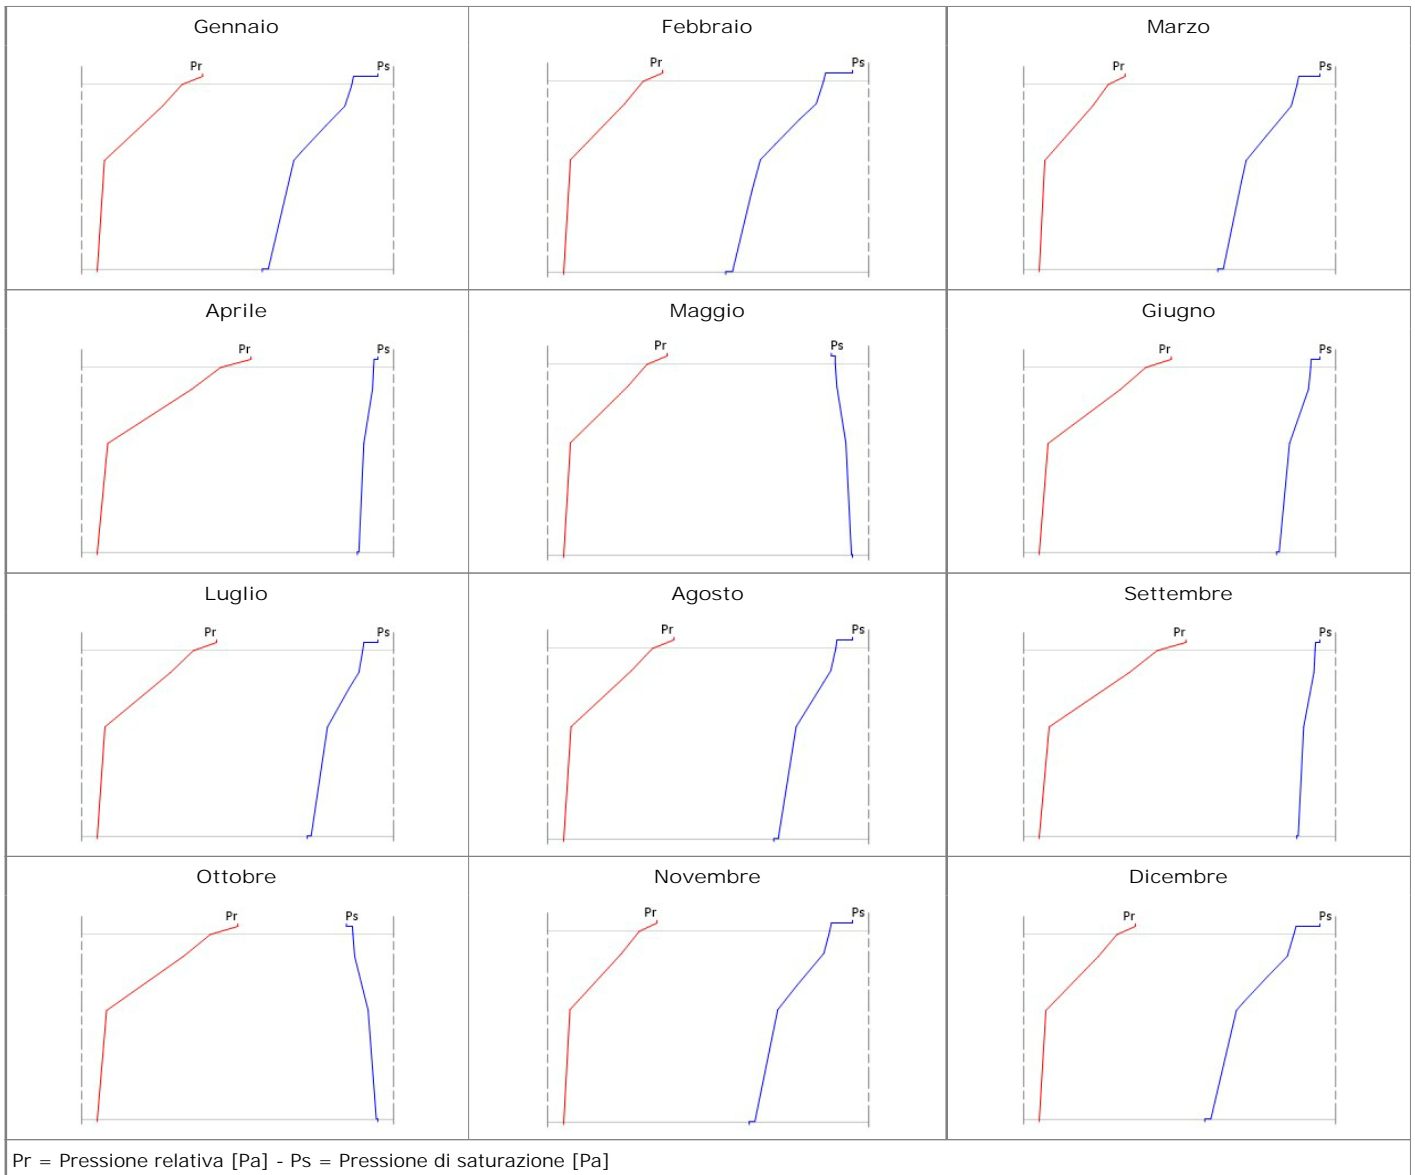 Gennaio
Febbraio
Marzo
Pr
Ps
Pr
Ps
Pr
Ps
Aprile
Maggio
Giugno
Pr
Ps
Pr
Ps
Pr
Ps
Luglio
Agosto
Settembre
Pr
Ps
Pr
Ps
Pr
Ps
Ottobre
Novembre
Dicembre
Pr
Ps
Pr
Ps
Pr
Ps
Pr = Pressione relativa [Pa] - Ps = Pressione di saturazione [Pa]